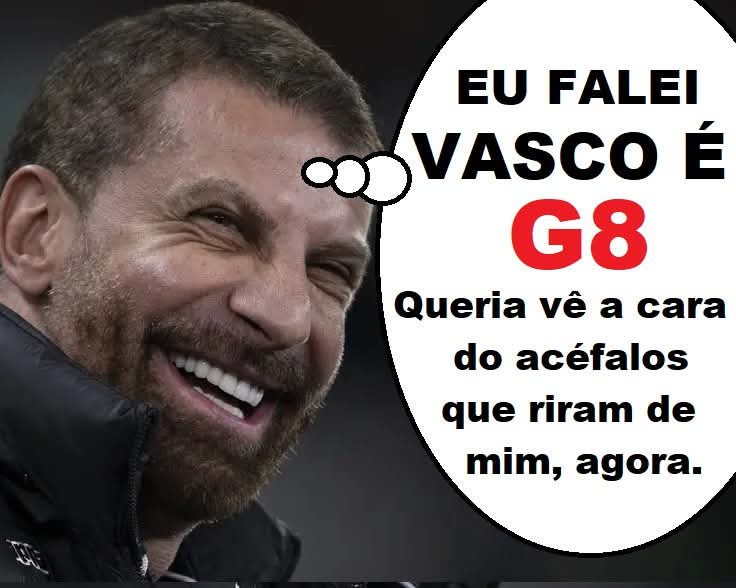 EU FALEI
VASCO É
G8
Queria vê a cara
do acéfalos
que riram de
mim, agora.